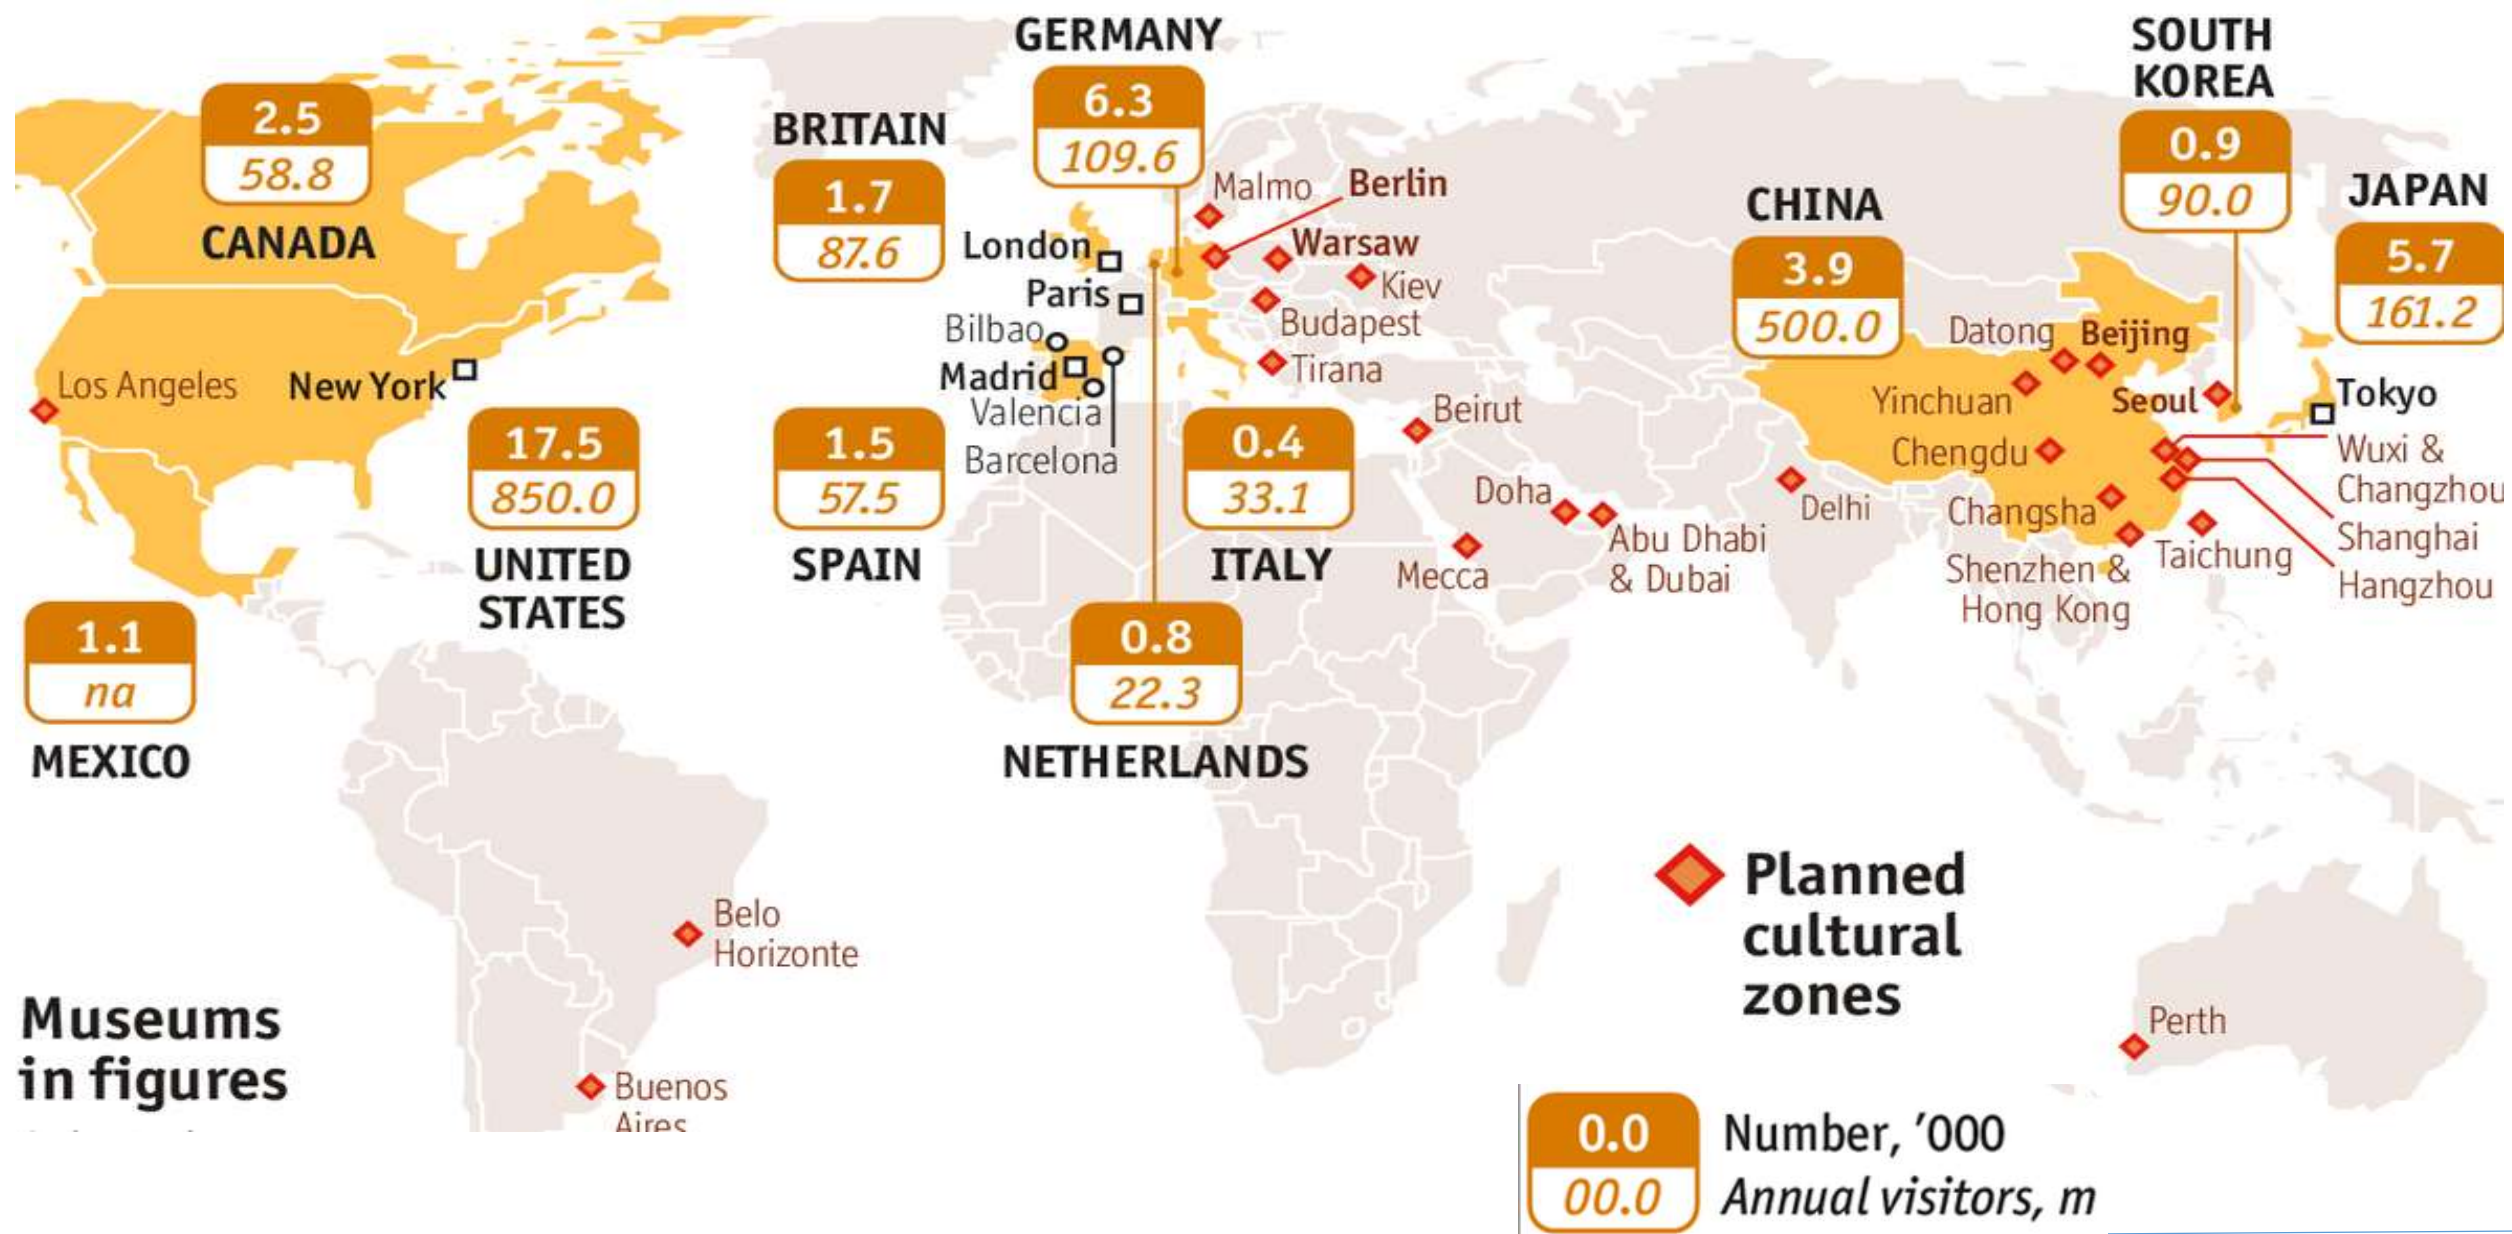 GERMANY
6.3
109.6
SOUTH
KOREA
0.9
90.0
2.5
58.8
CANADA
BRITAIN
1.7
87.6
Malmo
Berlin
CHINA
3.9
500.0
JAPAN
5.7
161.2
London
Warsaw
Paris
Kiev
Bilbao
Budapest
Datong
Beijing
Madrid
Tirana
Los Angeles
New York
Valencia
Yinchuan
Seoul
Tokyo
Barcelona
Beirut
17.5
850.0
UNITED
STATES
1.5
57.5
SPAIN
0.4
33.1
ITALY
Chengdu
Wuxi &
Changzhou
Doha
Delhi
Changsha
Shanghai
Abu Dhabi
& Dubai
Mecca
Shenzhen &
Hong Kong
Taichung
Hangzhou
1.1
na
MEXICO
0.8
22.3
NETHERLANDS
Belo
Horizonte
Planned
cultural
zones
Museums
in figures
Perth
Buenos
Aires
0.0
00.0
Number, ’000
Annual visitors, m